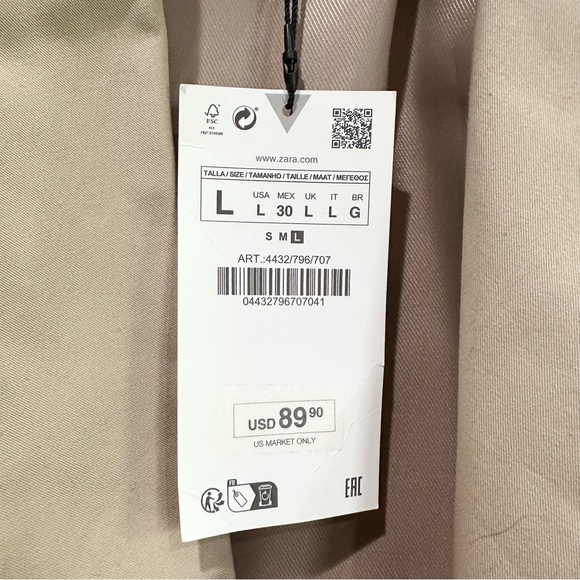 FSC
www.zara.com
TALLA / SIZE / TAMANHO / TAILLE / MAAT / ΜΕΓΕΘΟΣ
L USA L MEX 30 UK L IT L BR G
S M L
ART.:4432/796/707
04432796707041
USD 89.90
US MARKET ONLY
FR
EAC